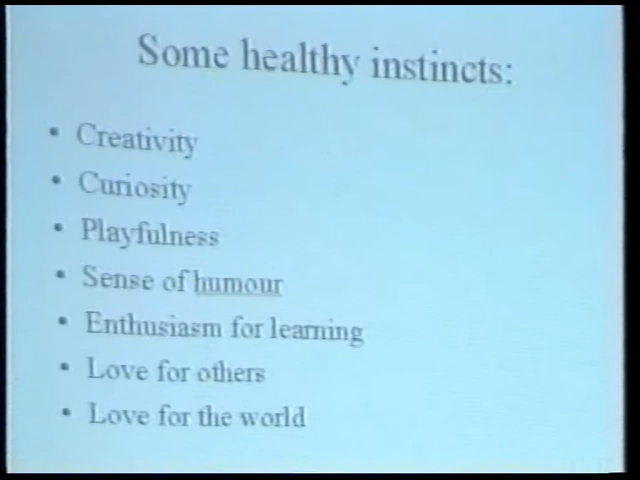 Some healthy instincts:
• Creativity
• Curiosity
• Playfulness
• Sense of humour
• Enthusiasm for learning
• Love for others
• Love for the world